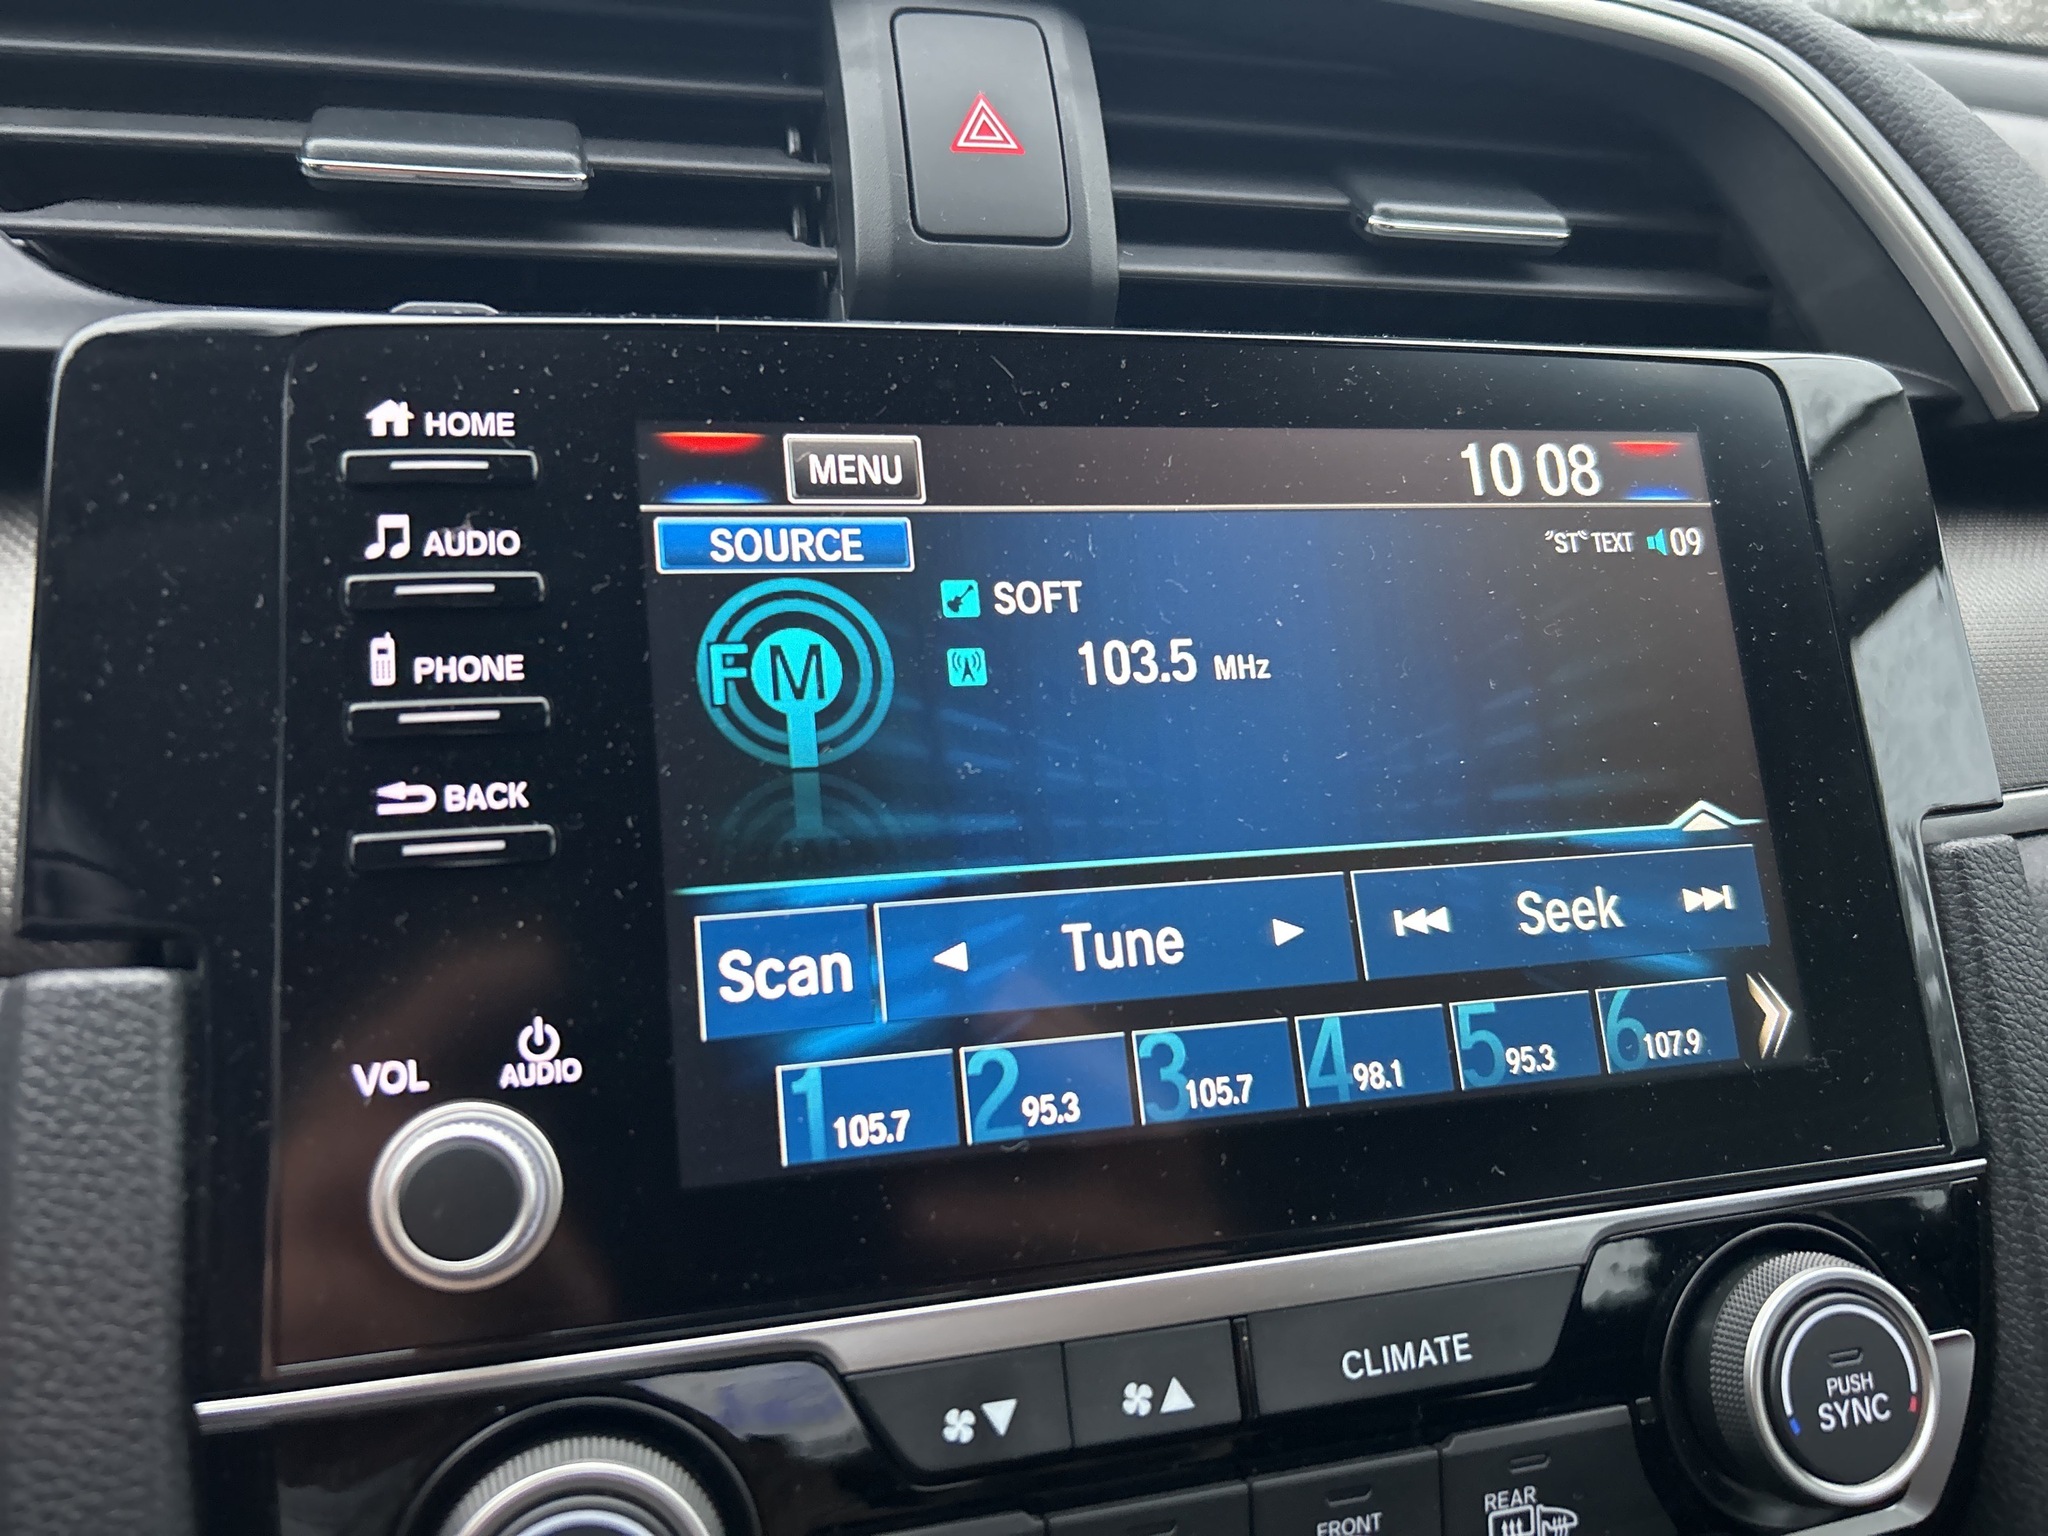 HOME
MENU
10 08
AUDIO
SOURCE
"ST" TEXT 09
SOFT
FM
103.5 MHz
PHONE
BACK
Scan
Tune
Seek
1 105.7
2 95.3
3 105.7
4 98.1
5 95.3
6 107.9
VOL
AUDIO
CLIMATE
PUSH
SYNC
FRONT
REAR